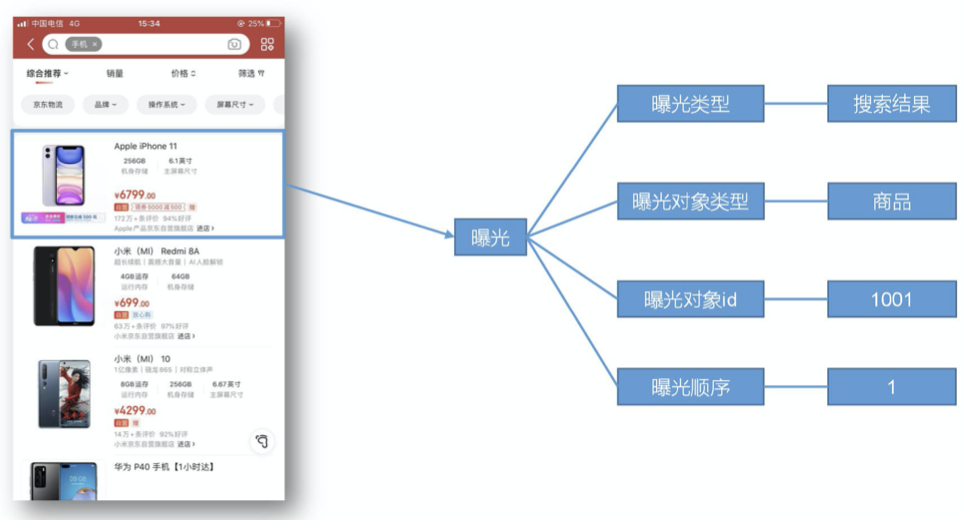 中国电信 4G 15:34 25%
手机 ×
综合推荐 销量 价格 筛选
京东物流 品牌 操作系统 屏幕尺寸
Apple iPhone 11
256GB 6.1英寸
机身存储 主屏幕尺寸
¥6799.00
自营 领券5000减500 赠
172万+条评价 94%好评
Apple产品京东自营旗舰店 进店>
小米(MI) Redmi 8A
超长续航|震撼大音量|AI人脸解锁
4GB运存 64GB
运行内存 机身存储
¥699.00
自营 放心购
63万+条评价 97%好评
小米京东自营旗舰店 进店>
小米(MI) 10
1亿像素|骁龙865|对称立体声
8GB运存 256GB 6.67英寸
运行内存 机身存储 主屏幕尺寸
¥4299.00
自营 赠
14万+条评价 92%好评
小米京东自营旗舰店 进店>
华为 P40 手机【1小时达】
曝光
曝光类型 搜索结果
曝光对象类型 商品
曝光对象id 1001
曝光顺序 1